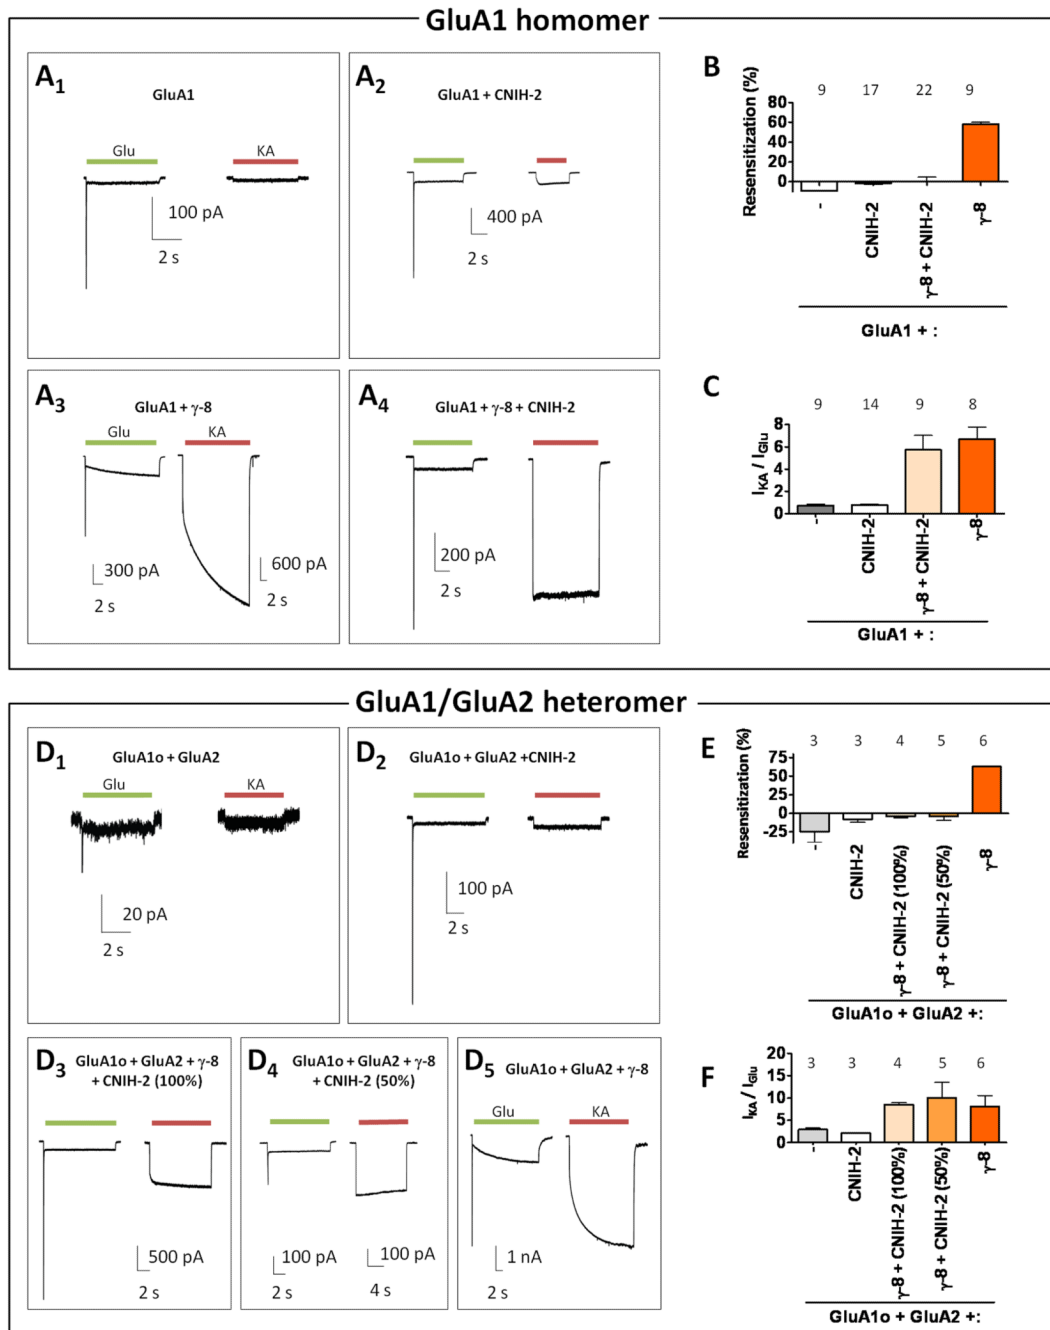 GluA1 homomer
A1
GluA1
Glu
KA
100 pA
2 s
A2
GluA1 + CNIH-2
400 pA
2 s
B
Resensitization (%)
9 17 22 9
80
60
40
20
0
-
CNIH-2
γ-8 + CNIH-2
γ-8
GluA1 + :
A3
GluA1 + γ-8
Glu
KA
300 pA
2 s
600 pA
2 s
A4
GluA1 + γ-8 + CNIH-2
200 pA
2 s
C
IKA / IGlu
9 14 9 8
8
6
4
2
0
-
CNIH-2
γ-8 + CNIH-2
γ-8
GluA1 + :
GluA1/GluA2 heteromer
D1
GluA1o + GluA2
Glu
KA
20 pA
2 s
D2
GluA1o + GluA2 +CNIH-2
100 pA
2 s
E
Resensitization (%)
3 3 4 5 6
75
50
25
0
-25
-
CNIH-2
γ-8 + CNIH-2 (100%)
γ-8 + CNIH-2 (50%)
γ-8
GluA1o + GluA2 +:
D3
GluA1o + GluA2 + γ-8
+ CNIH-2 (100%)
500 pA
2 s
D4
GluA1o + GluA2 + γ-8
+ CNIH-2 (50%)
100 pA
2 s
100 pA
4 s
D5
GluA1o + GluA2 + γ-8
Glu
KA
1 nA
2 s
F
IKA / IGlu
3 3 4 5 6
20
15
10
5
0
-
CNIH-2
γ-8 + CNIH-2 (100%)
γ-8 + CNIH-2 (50%)
γ-8
GluA1o + GluA2 +: